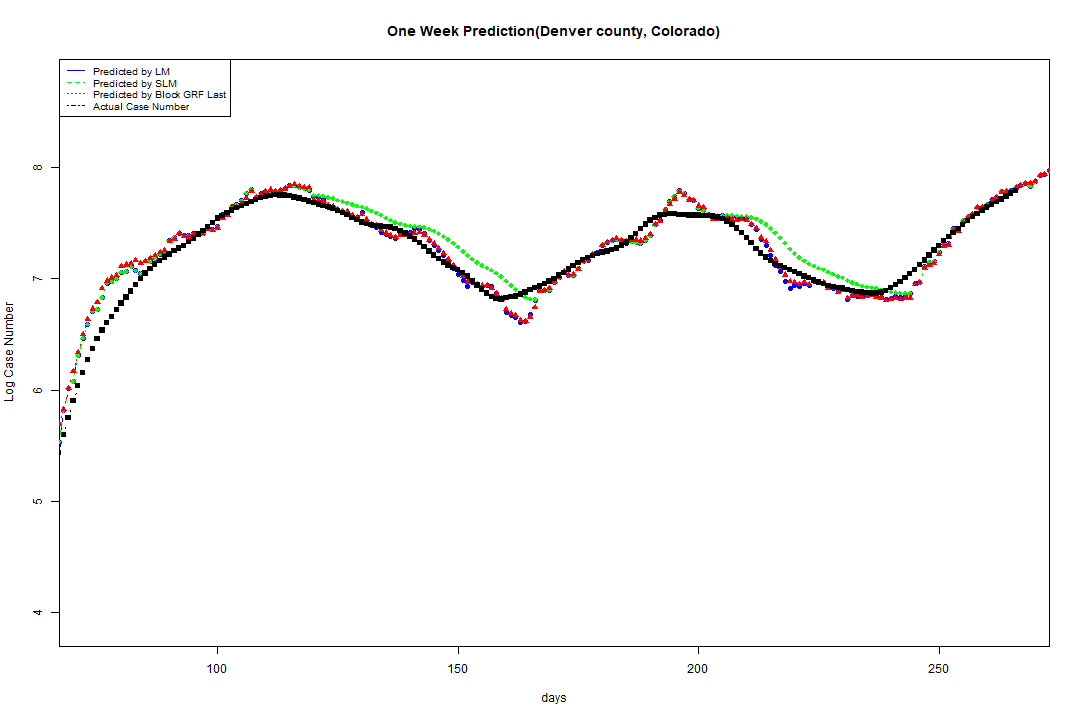 One Week Prediction(Denver county, Colorado)
Predicted by LM
Predicted by SLM
Predicted by Block GRF Last
Actual Case Number
8
7
6
5
4
Log Case Number
100 150 200 250
days